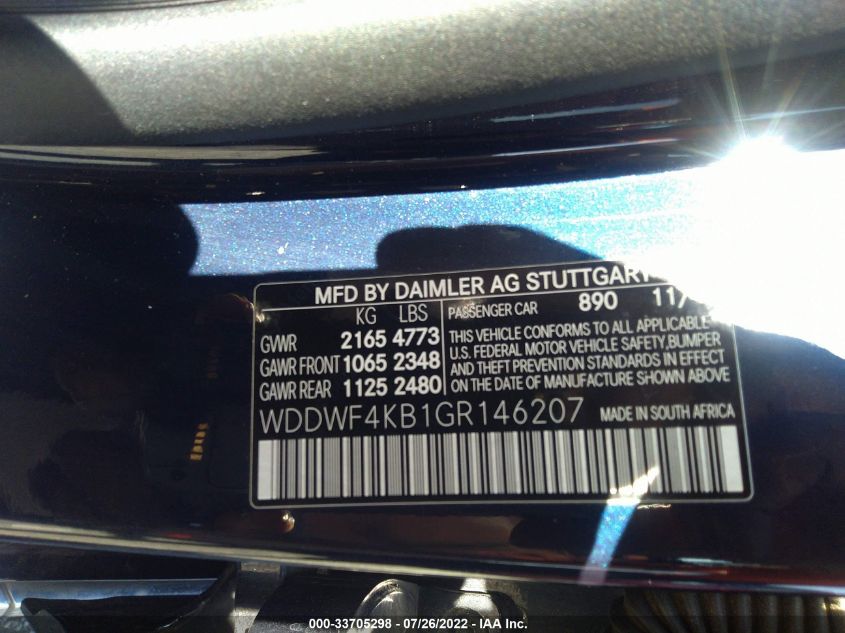 MFD BY DAIMLER AG STUTTGART
KG LBS
GVWR 2165 4773
GAWR FRONT 1065 2348
GAWR REAR 1125 2480
PASSENGER CAR 890 11/
THIS VEHICLE CONFORMS TO ALL APPLICABLE
U.S. FEDERAL MOTOR VEHICLE SAFETY, BUMPER
AND THEFT PREVENTION STANDARDS IN EFFECT
ON THE DATE OF MANUFACTURE SHOWN ABOVE
WDDWF4KB1GR146207 MADE IN SOUTH AFRICA
000-33705298 - 07/26/2022 - IAA Inc.